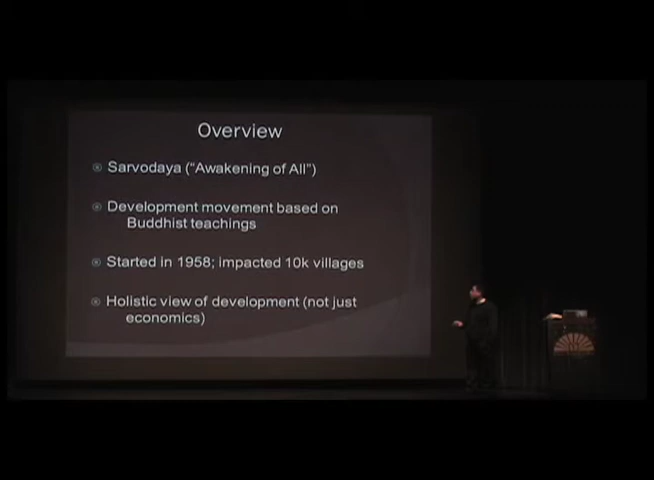 Overview
Sarvodaya (“Awakening of All”)
Development movement based on
Buddhist teachings
Started in 1958; impacted 10k villages
Holistic view of development (not just
economics)